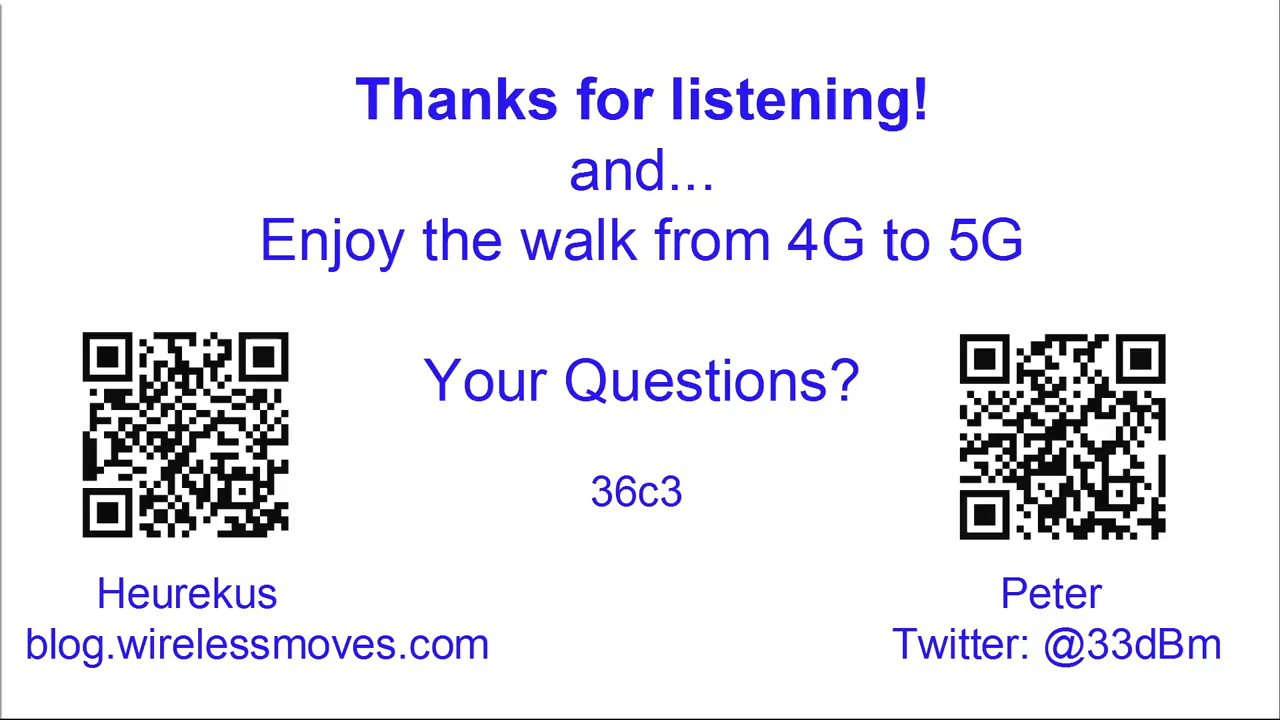 Thanks for listening!
and...
Enjoy the walk from 4G to 5G
Your Questions?
36c3
Heurekus
blog.wirelessmoves.com
Peter
Twitter: @33dBm